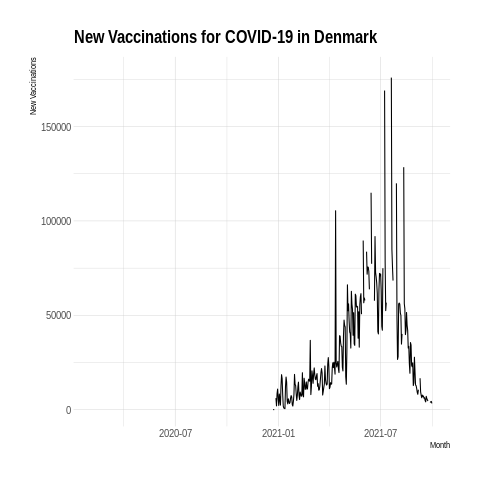 New Vaccinations for COVID-19 in Denmark
New Vaccinations
150000
100000
50000
0
2020-07 2021-01 2021-07
Month